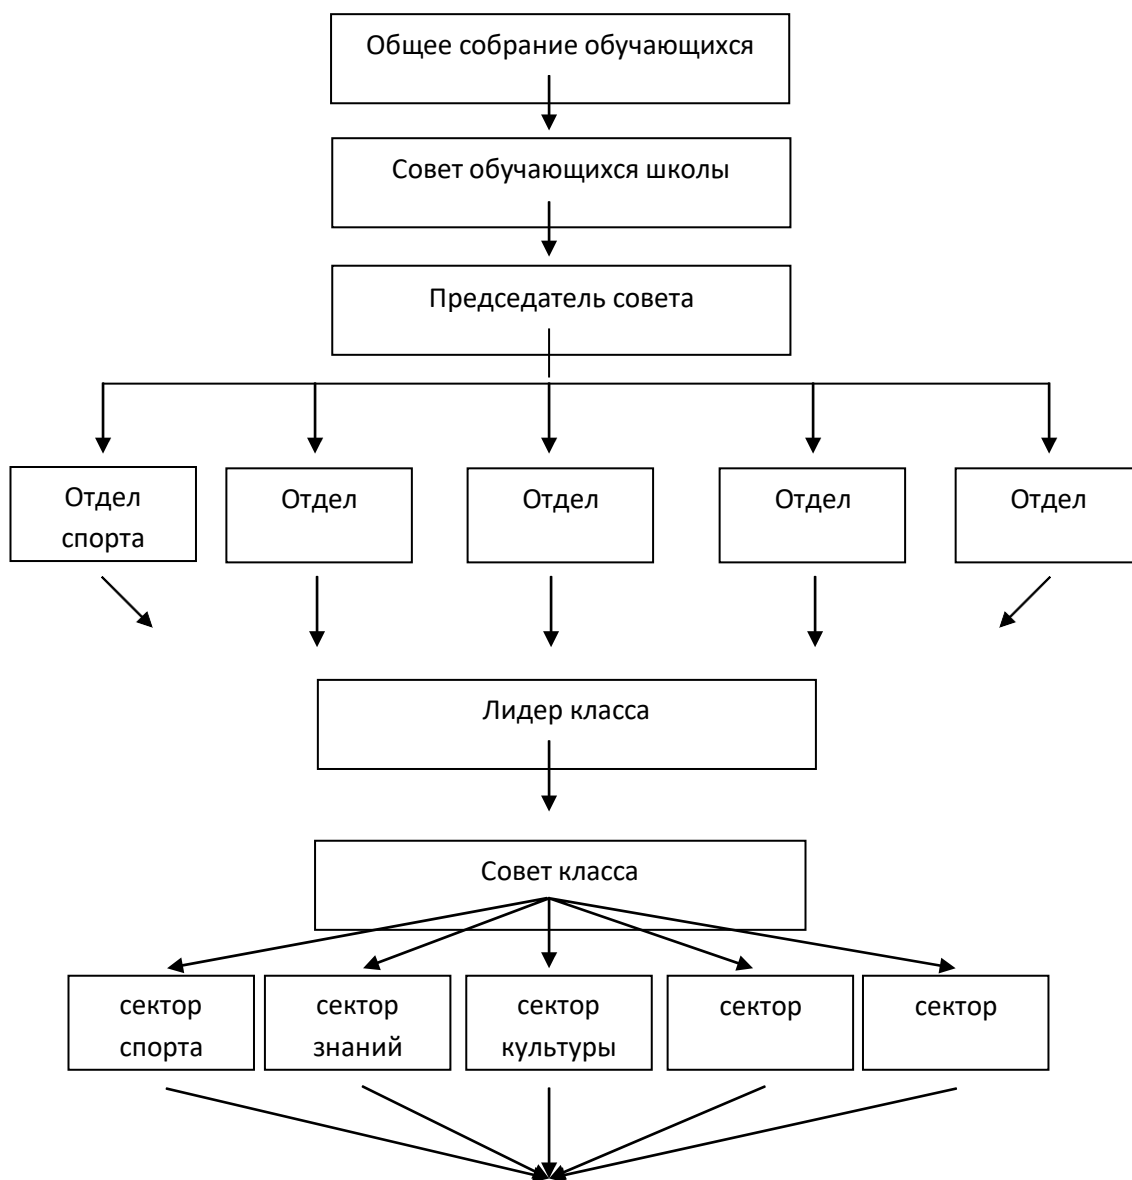 Общее собрание обучающихся
Совет обучающихся школы
Председатель совета
Отдел
спорта
Отдел
Отдел
Отдел
Отдел
Лидер класса
Совет класса
сектор
спорта
сектор
знаний
сектор
культуры
сектор
сектор